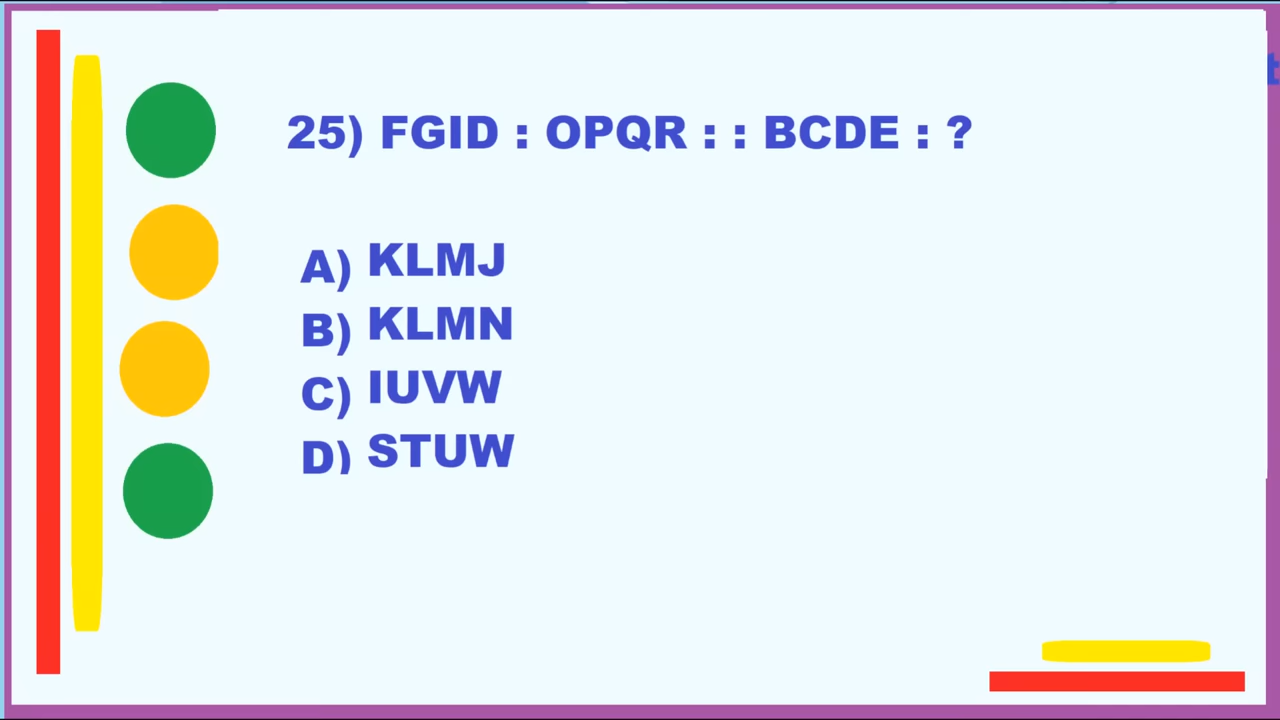 25) FGID : OPQR : : BCDE : ?
A) KLMJ
B) KLMN
C) IUVW
D) STUW
t